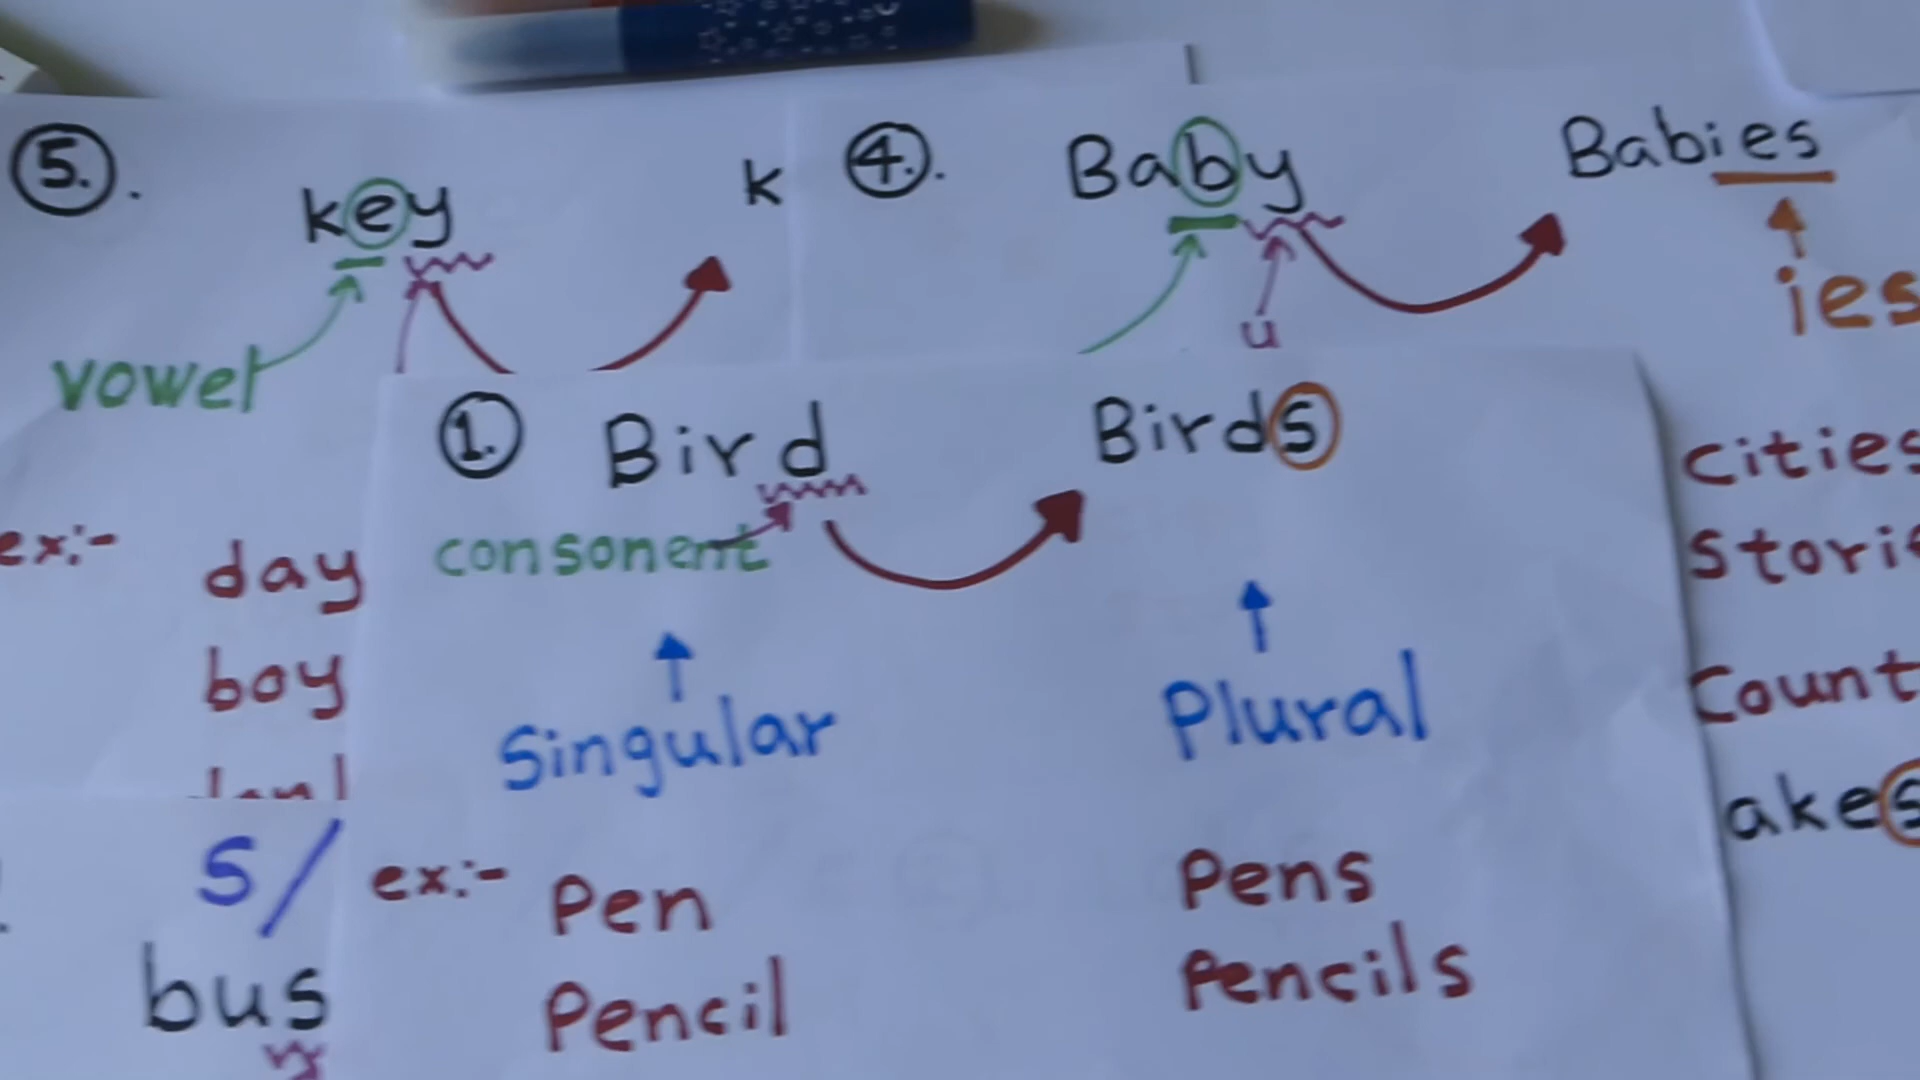 5.
key
k
vowel
ex:-
day
boy
4.
Baby
Babies
ies
cities
1.
Bird
Birds
consonent
Singular
Plural
ex:-
Pen
Pens
Pencil
Pencils
akes
s/
bus